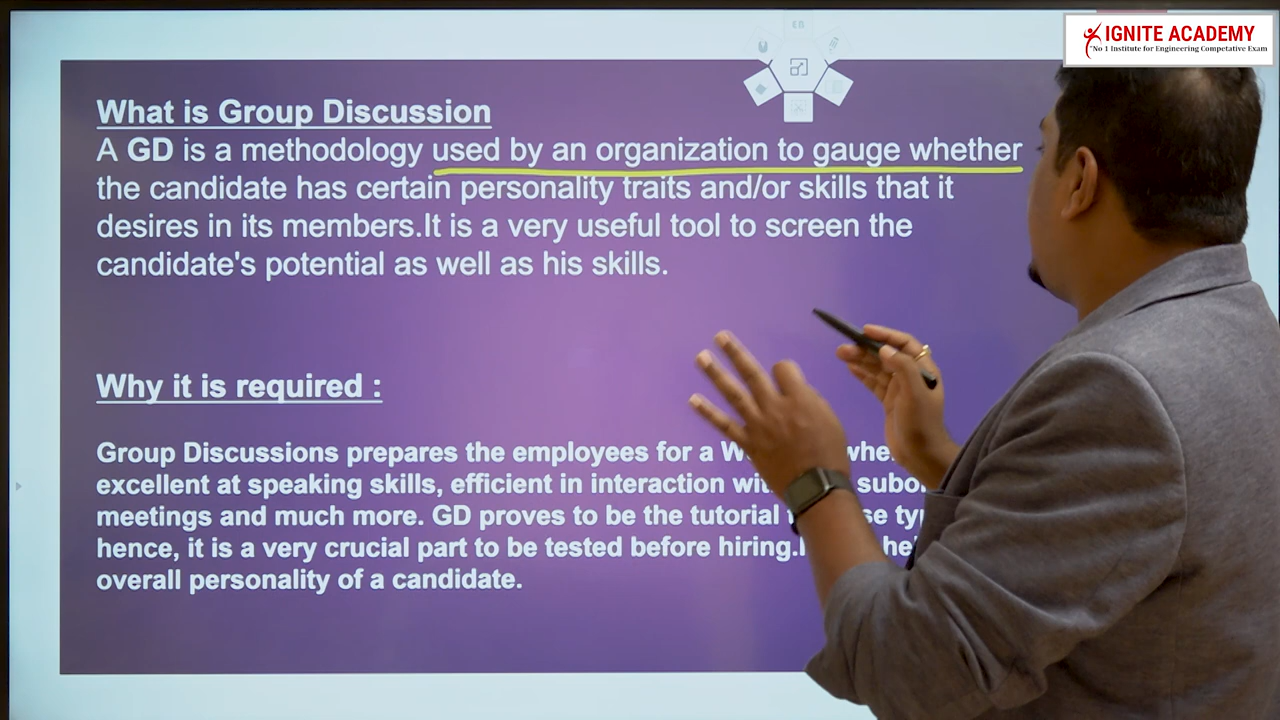 IGNITE ACADEMY
"No 1 Institute for Engineering Competative Exam
What is Group Discussion
A GD is a methodology used by an organization to gauge whether
the candidate has certain personality traits and/or skills that it
desires in its members.It is a very useful tool to screen the
candidate's potential as well as his skills.
Why it is required :
Group Discussions prepares the employees for a
excellent at speaking skills, efficient in interaction
meetings and much more. GD proves to be the tutorial
hence, it is a very crucial part to be tested before hiring.
overall personality of a candidate.